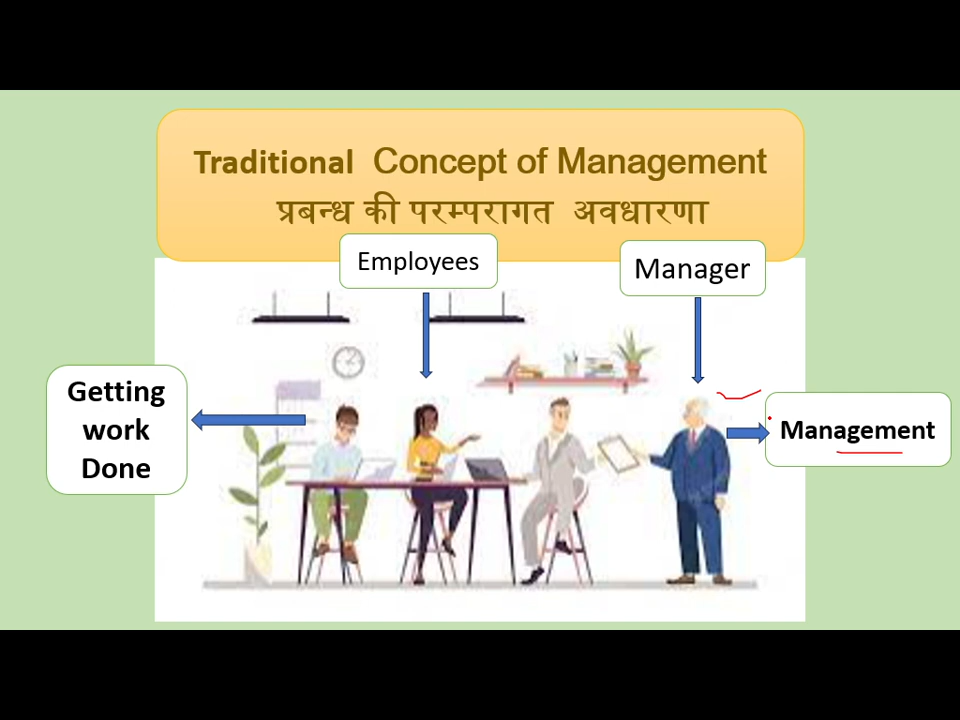 Traditional Concept of Management
प्रबन्ध की परम्परागत अवधारणा
Employees
Manager
Getting
work
Done
Management